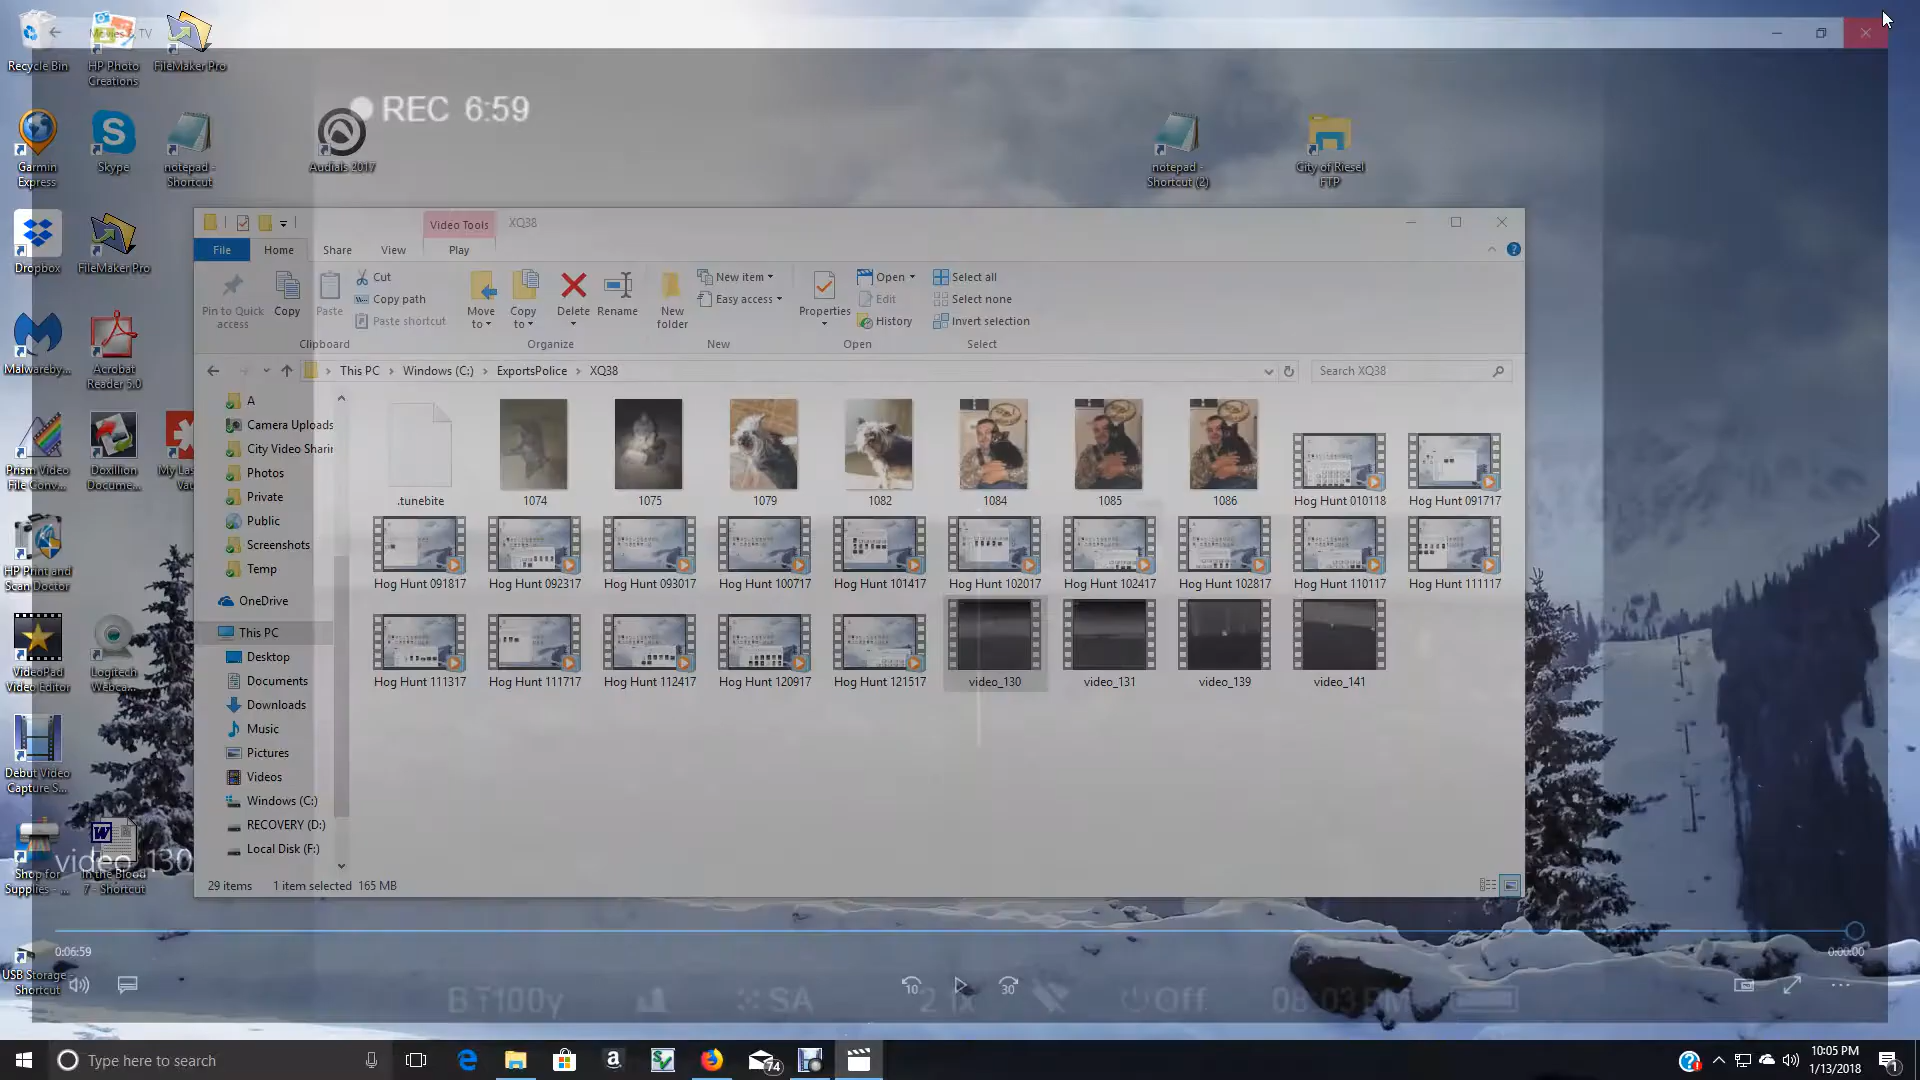 Movies & TV
Recycle Bin
HP Photo Creations
FileMaker Pro
REC 6:59
Garmin Express
Skype
notepad - Shortcut
Audials 2017
notepad - Shortcut (2)
City of Riesel FTP
Dropbox
FileMaker Pro
Malwareby...
Acrobat Reader 5.0
Prism Video File Conv...
Doxillion Docume...
HP Print and Scan Doctor
VideoPad Video Editor
Logitech Webca...
Debut Video Capture S...
Shop for Supplies - ...
In the Blood 7 - Shortcut
USB Storage - Shortcut
Video Tools
XQ38
File
Home
Share
View
Play
Pin to Quick access
Copy
Paste
Cut
Copy path
Paste shortcut
Clipboard
Move to
Copy to
Delete
Rename
Organize
New folder
New item
Easy access
New
Properties
Open
Edit
History
Open
Select all
Select none
Invert selection
Select
This PC > Windows (C:) > ExportsPolice > XQ38
Search XQ38
A
Camera Uploads
City Video Sharin
Photos
Private
Public
Screenshots
Temp
OneDrive
This PC
Desktop
Documents
Downloads
Music
Pictures
Videos
Windows (C:)
RECOVERY (D:)
Local Disk (F:)
.tunebite
1074
1075
1079
1082
1084
1085
1086
Hog Hunt 010118
Hog Hunt 091717
Hog Hunt 091817
Hog Hunt 092317
Hog Hunt 093017
Hog Hunt 100717
Hog Hunt 101417
Hog Hunt 102017
Hog Hunt 102417
Hog Hunt 102817
Hog Hunt 110117
Hog Hunt 111117
Hog Hunt 111317
Hog Hunt 111717
Hog Hunt 112417
Hog Hunt 120917
Hog Hunt 121517
video_130
video_131
video_139
video_141
29 items 1 item selected 165 MB
video_130
0:06:59
0:00:00
10
30
100y
SA
Off
Type here to search
74
10:05 PM
1/13/2018
1